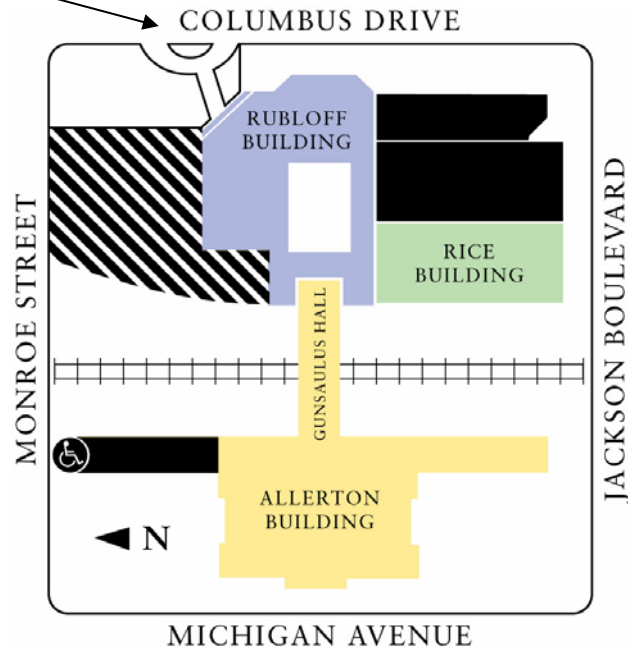 COLUMBUS DRIVE
RUBLOFF
BUILDING
MONROE STREET
RICE
BUILDING
JACKSON BOULEVARD
GUNSAULUS HALL
ALLERTON
BUILDING
N
MICHIGAN AVENUE